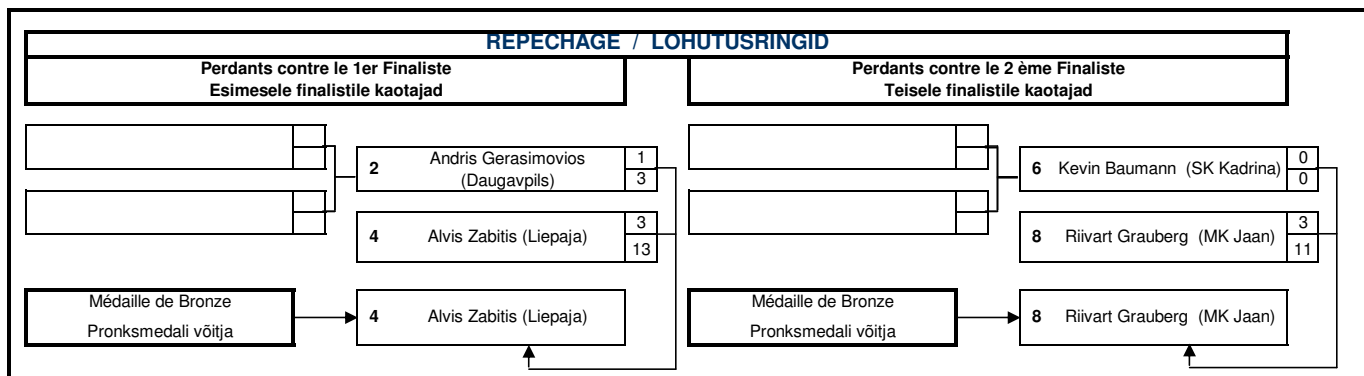 REPECHAGE / LOHUTUSRINGID
Perdants contre le 1er Finaliste
Esimesele finalistile kaotajad
Perdants contre le 2 ème Finaliste
Teisele finalistile kaotajad
2 Andris Gerasimovios 1
(Daugavpils) 3
6 Kevin Baumann (SK Kadrina) 0
0
4 Alvis Zabitis (Liepaja) 3
13
8 Riivart Grauberg (MK Jaan) 3
11
Médaille de Bronze
Pronksmedali võitja
4 Alvis Zabitis (Liepaja)
Médaille de Bronze
Pronksmedali võitja
8 Riivart Grauberg (MK Jaan)